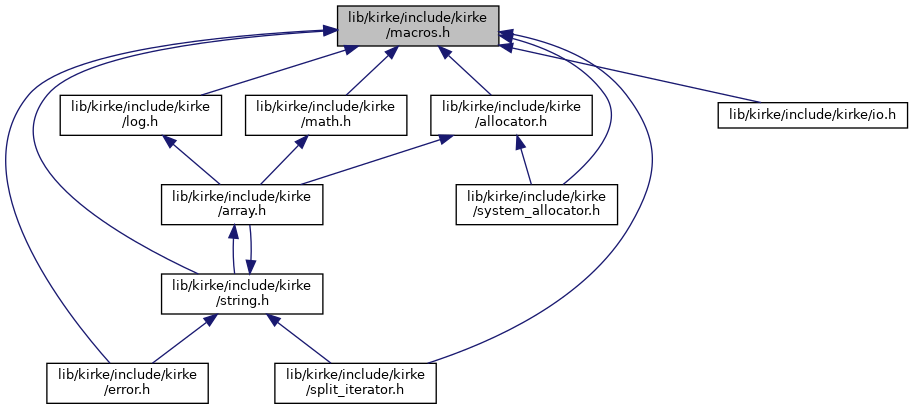 lib/kirke/include/kirke
/macros.h
lib/kirke/include/kirke
/log.h
lib/kirke/include/kirke
/math.h
lib/kirke/include/kirke
/allocator.h
lib/kirke/include/kirke/io.h
lib/kirke/include/kirke
/array.h
lib/kirke/include/kirke
/system_allocator.h
lib/kirke/include/kirke
/string.h
lib/kirke/include/kirke
/error.h
lib/kirke/include/kirke
/split_iterator.h